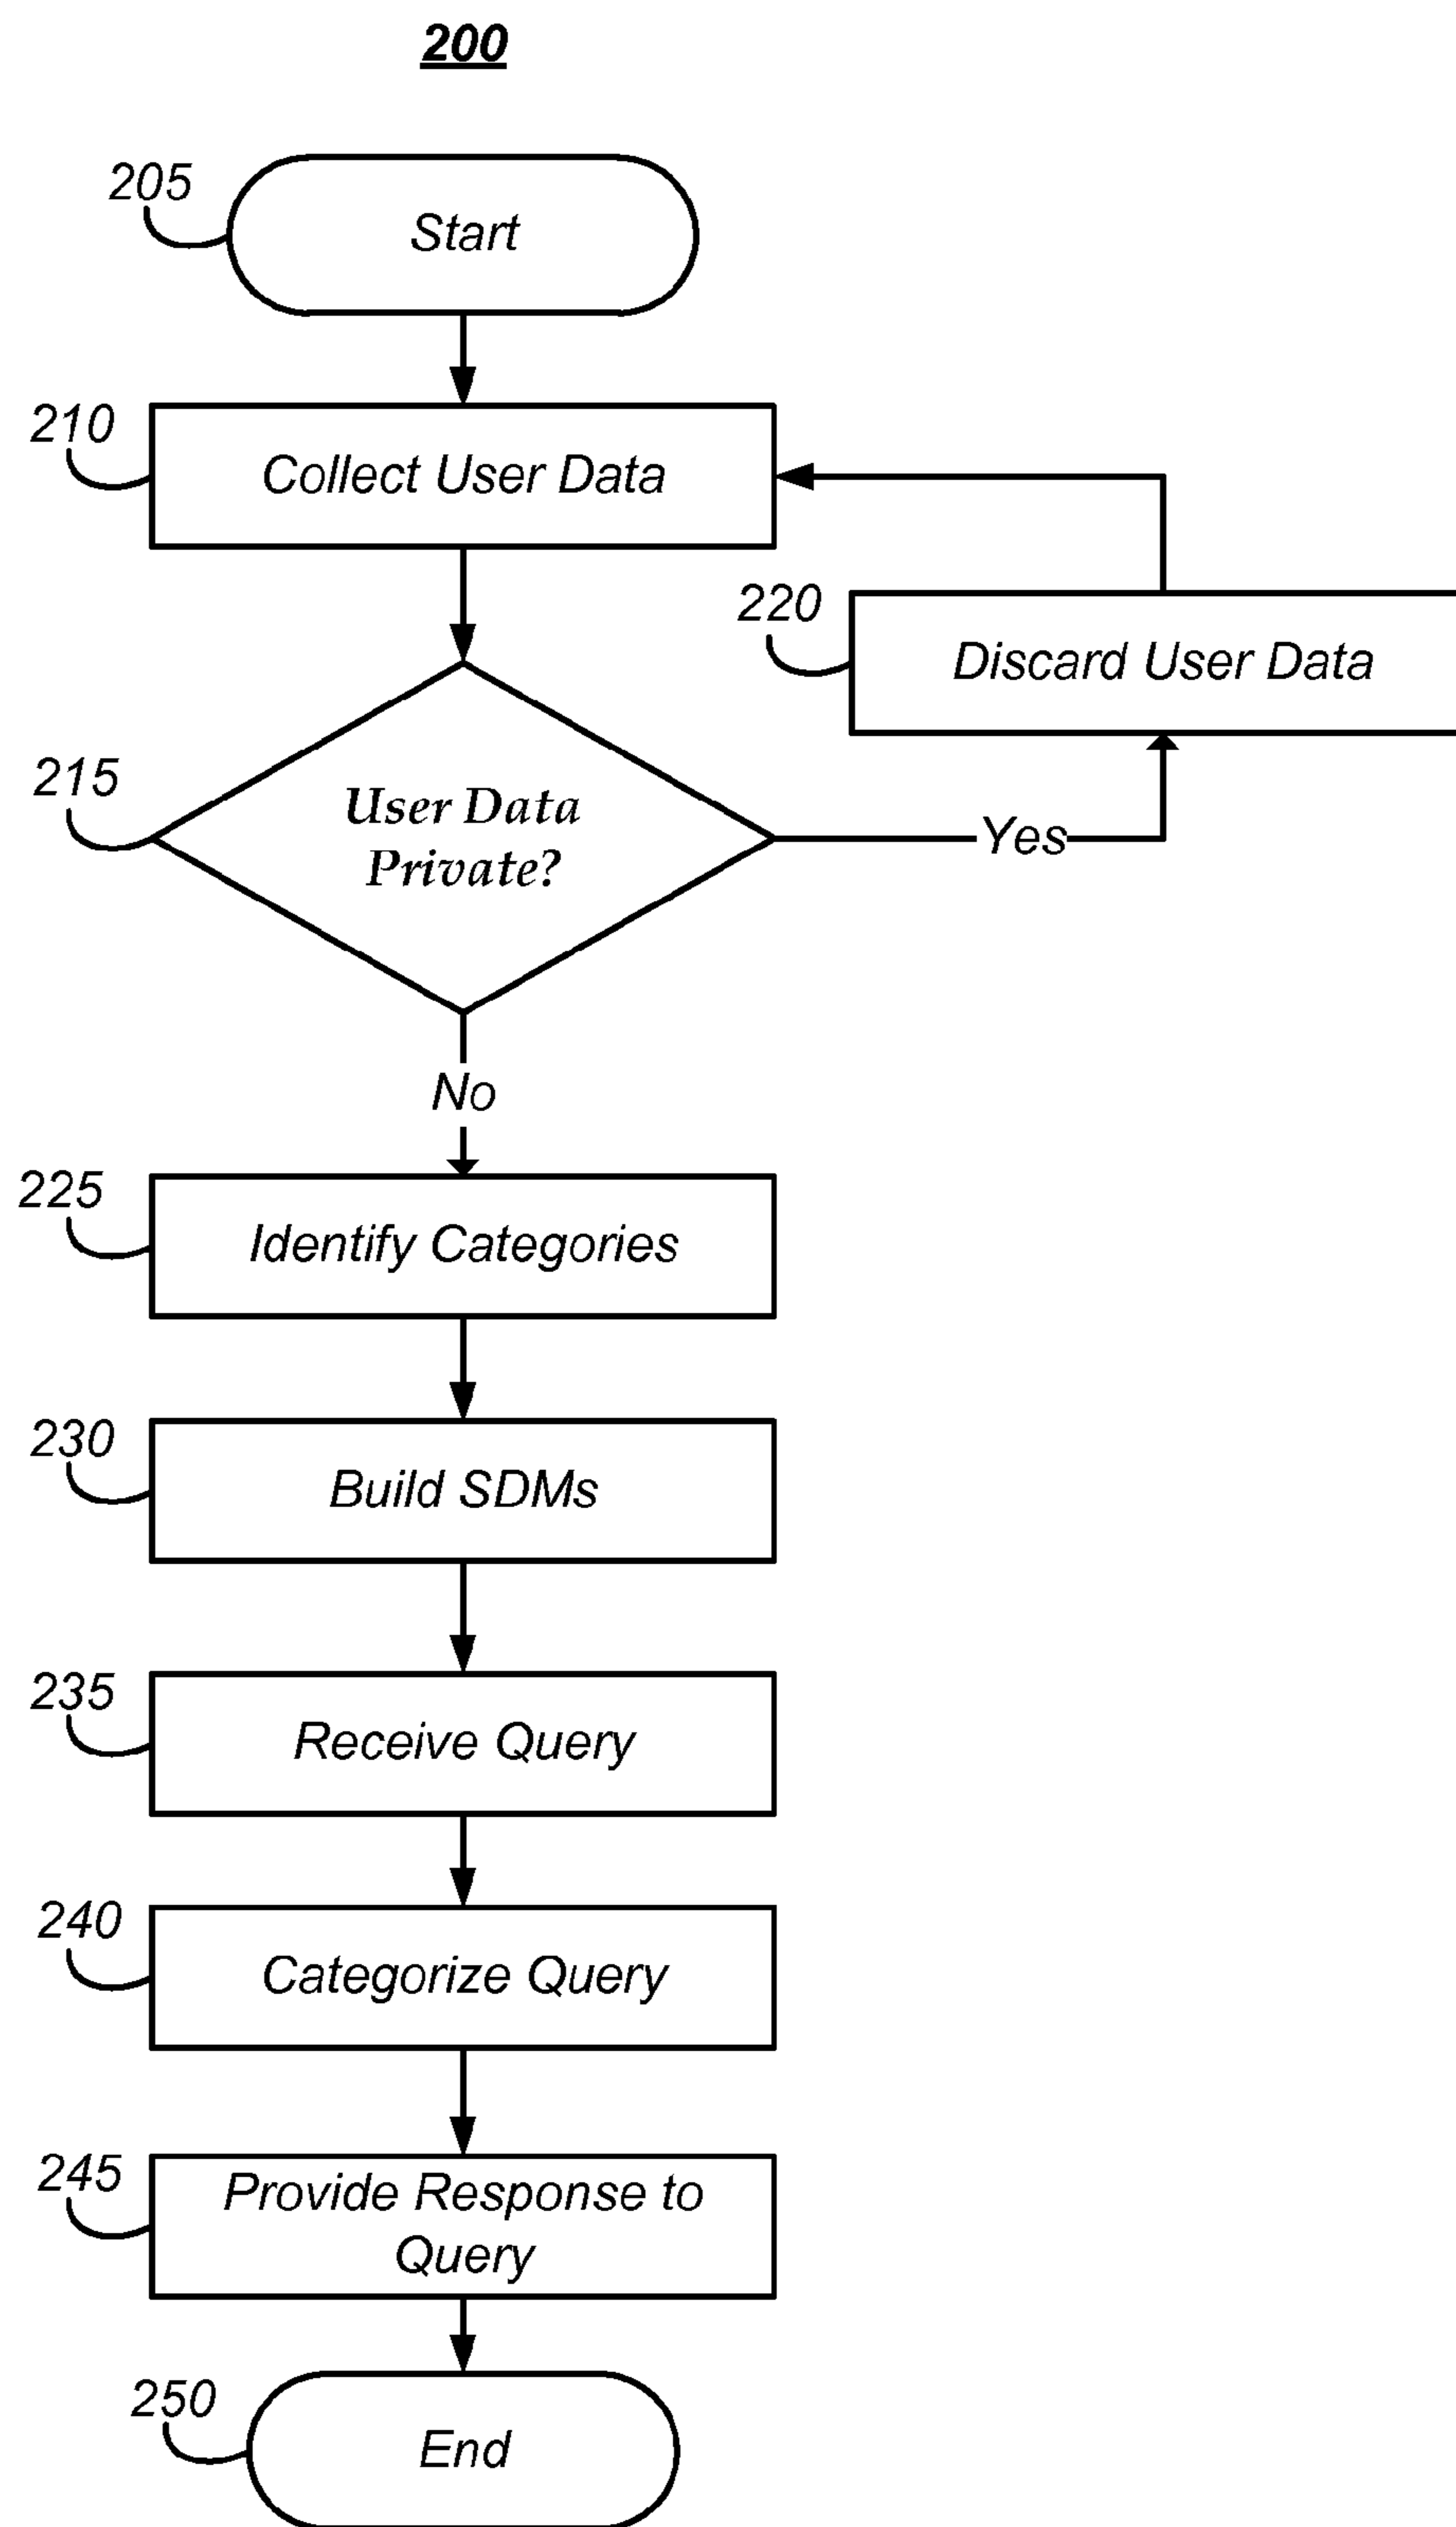 200
205
Start
210
Collect User Data
220
Discard User Data
215
User Data
Private?
Yes
No
225
Identify Categories
230
Build SDMs
235
Receive Query
240
Categorize Query
245
Provide Response to
Query
250
End